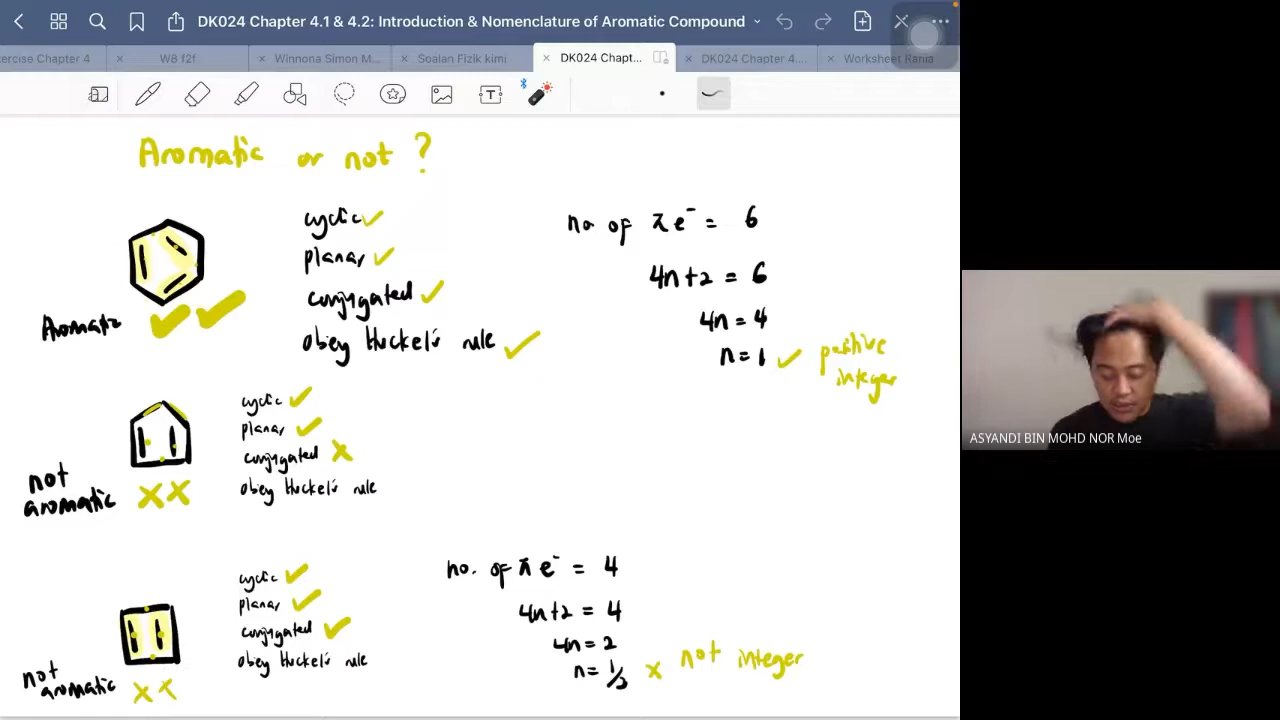 DK024 Chapter 4.1 & 4.2: Introduction & Nomenclature of Aromatic Compound
ercise Chapter 4
W8 f2f
Winnona Simon M...
Soalan Fizik kimi
DK024 Chapt...
DK024 Chapter 4....
Worksheet Rania
Aromatic or not ?
cyclic ✓
planar ✓
conjugated ✓
obey Huckel's rule ✓
Aromatic ✓✓
no. of π e⁻ = 6
4n+2 = 6
4n = 4
n = 1 ✓ positive
integer
cyclic ✓
planar ✓
conjugated ×
obey Huckel's rule
not
aromatic ××
cyclic ✓
planar ✓
conjugated ✓
obey Huckel's rule
not
aromatic ××
no. of π e⁻ = 4
4n+2 = 4
4n = 2
n = 1/2 × not integer
ASYANDI BIN MOHD NOR Moe